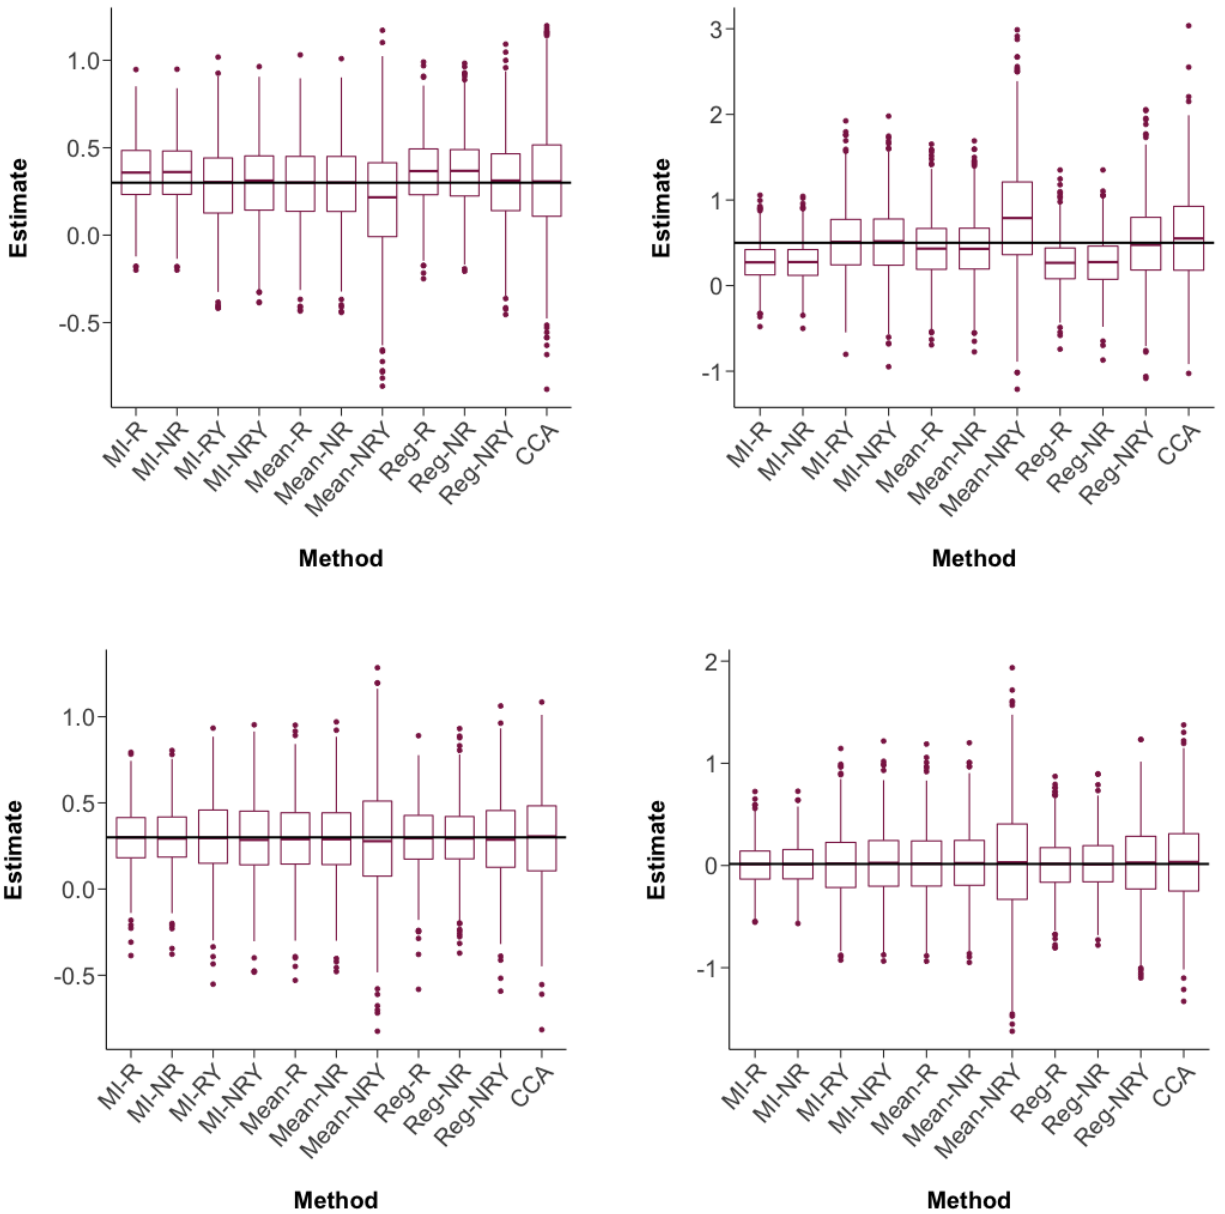 1.0
0.5
0.0
-0.5
Estimate
MI-R
MI-NR
MI-RY
MI-NRY
Mean-R
Mean-NR
Mean-NRY
Reg-R
Reg-NR
Reg-NRY
CCA
Method
3
2
1
0
-1
Estimate
MI-R
MI-NR
MI-RY
MI-NRY
Mean-R
Mean-NR
Mean-NRY
Reg-R
Reg-NR
Reg-NRY
CCA
Method
1.0
0.5
0.0
-0.5
Estimate
MI-R
MI-NR
MI-RY
MI-NRY
Mean-R
Mean-NR
Mean-NRY
Reg-R
Reg-NR
Reg-NRY
CCA
Method
2
1
0
-1
Estimate
MI-R
MI-NR
MI-RY
MI-NRY
Mean-R
Mean-NR
Mean-NRY
Reg-R
Reg-NR
Reg-NRY
CCA
Method